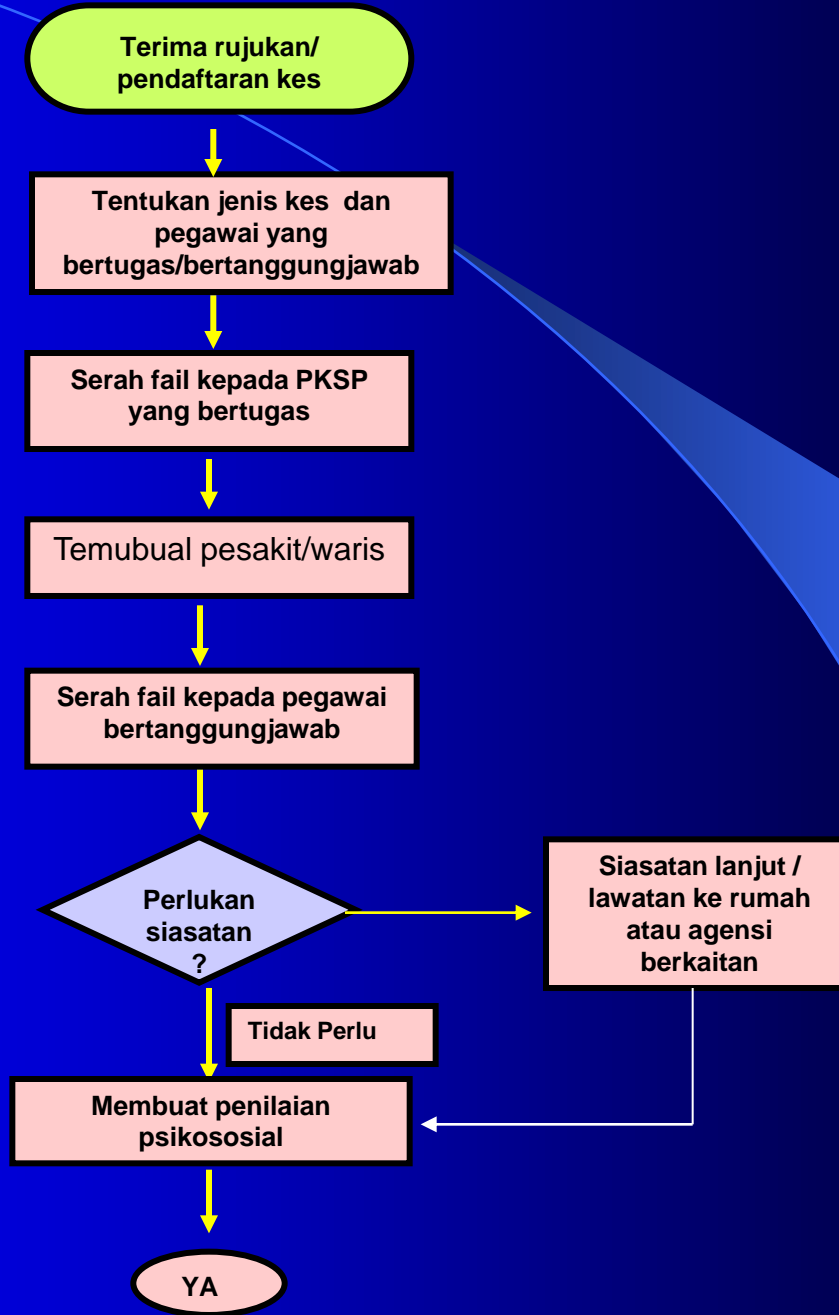 Terima rujukan/
pendaftaran kes
Tentukan jenis kes dan
pegawai yang
bertugas/bertanggungjawab
Serah fail kepada PKSP
yang bertugas
Temubual pesakit/waris
Serah fail kepada pegawai
bertanggungjawab
Perlukan
siasatan
?
Siasatan lanjut /
lawatan ke rumah
atau agensi
berkaitan
Tidak Perlu
Membuat penilaian
psikososial
YA